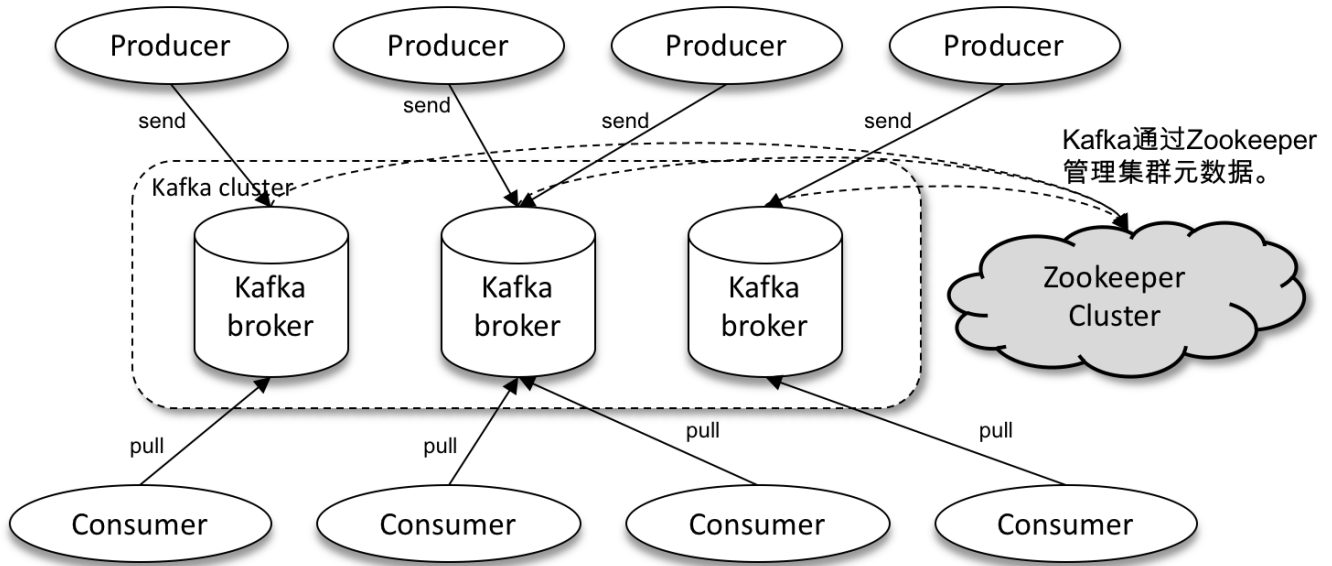 Producer
Producer
Producer
Producer
send
send
send
send
Kafka通过Zookeeper
管理集群元数据。
Kafka cluster
Kafka
broker
Kafka
broker
Kafka
broker
Zookeeper
Cluster
pull
pull
pull
pull
Consumer
Consumer
Consumer
Consumer